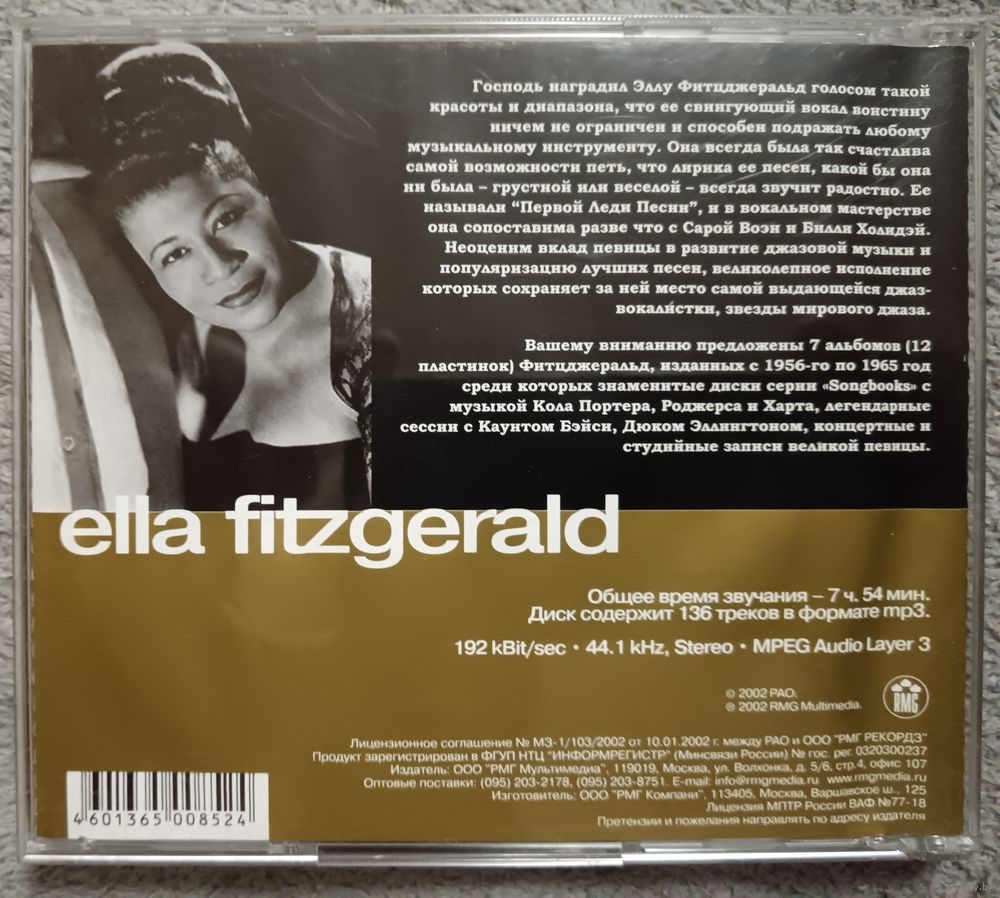 Господь наградил Эллу Фитцджеральд голосом такой
красоты и диапазона, что ее свингующий вокал воистину
ничем не ограничен и способен подражать любому
музыкальному инструменту. Она всегда была так счастлива
самой возможности петь, что лирика ее песен, какой бы она
ни была – грустной или веселой – всегда звучит радостно. Ее
называли “Первой Леди Песни”, и в вокальном мастерстве
она сопоставима разве что с Сарой Воэн и Билли Холидэй.
Неоценим вклад певицы в развитие джазовой музыки и
популяризацию лучших песен, великолепное исполнение
которых сохраняет за ней место самой выдающейся джаз-
вокалистки, звезды мирового джаза.
Вашему вниманию предложены 7 альбомов (12
пластинок) Фитцджеральд, изданных с 1956-го по 1965 год
среди которых знаменитые диски серии «Songbooks» с
музыкой Кола Портера, Роджерса и Харта, легендарные
сессии с Каунтом Бэйси, Дюком Эллингтоном, концертные и
студийные записи великой певицы.
ella fitzgerald
Общее время звучания – 7 ч. 54 мин.
Диск содержит 136 треков в формате mp3.
192 kBit/sec • 44.1 kHz, Stereo • MPEG Audio Layer 3
© 2002 РАО.
℗ 2002 RMG Multimedia.
RMG
Лицензионное соглашение № МЗ-1/103/2002 от 10.01.2002 г. между РАО и ООО "РМГ РЕКОРДЗ"
Продукт зарегистрирован в ФГУП НТЦ "ИНФОРМРЕГИСТР" (Минсвязи России) № гос. рег. 0320300237
Издатель: ООО "РМГ Мультимедиа", 119019, Москва, ул. Волхонка, д. 5/6, стр.4, офис 107
Оптовые поставки: (095) 203-2178, (095) 203-8751. E-mail: info@rmgmedia.ru www.rmgmedia.ru
Изготовитель: ООО "РМГ Компани", 113405, Москва, Варшавское ш., 125
Лицензия МПТР России ВАФ №77-18
Претензии и пожелания направлять по адресу издателя
4 601365 008524